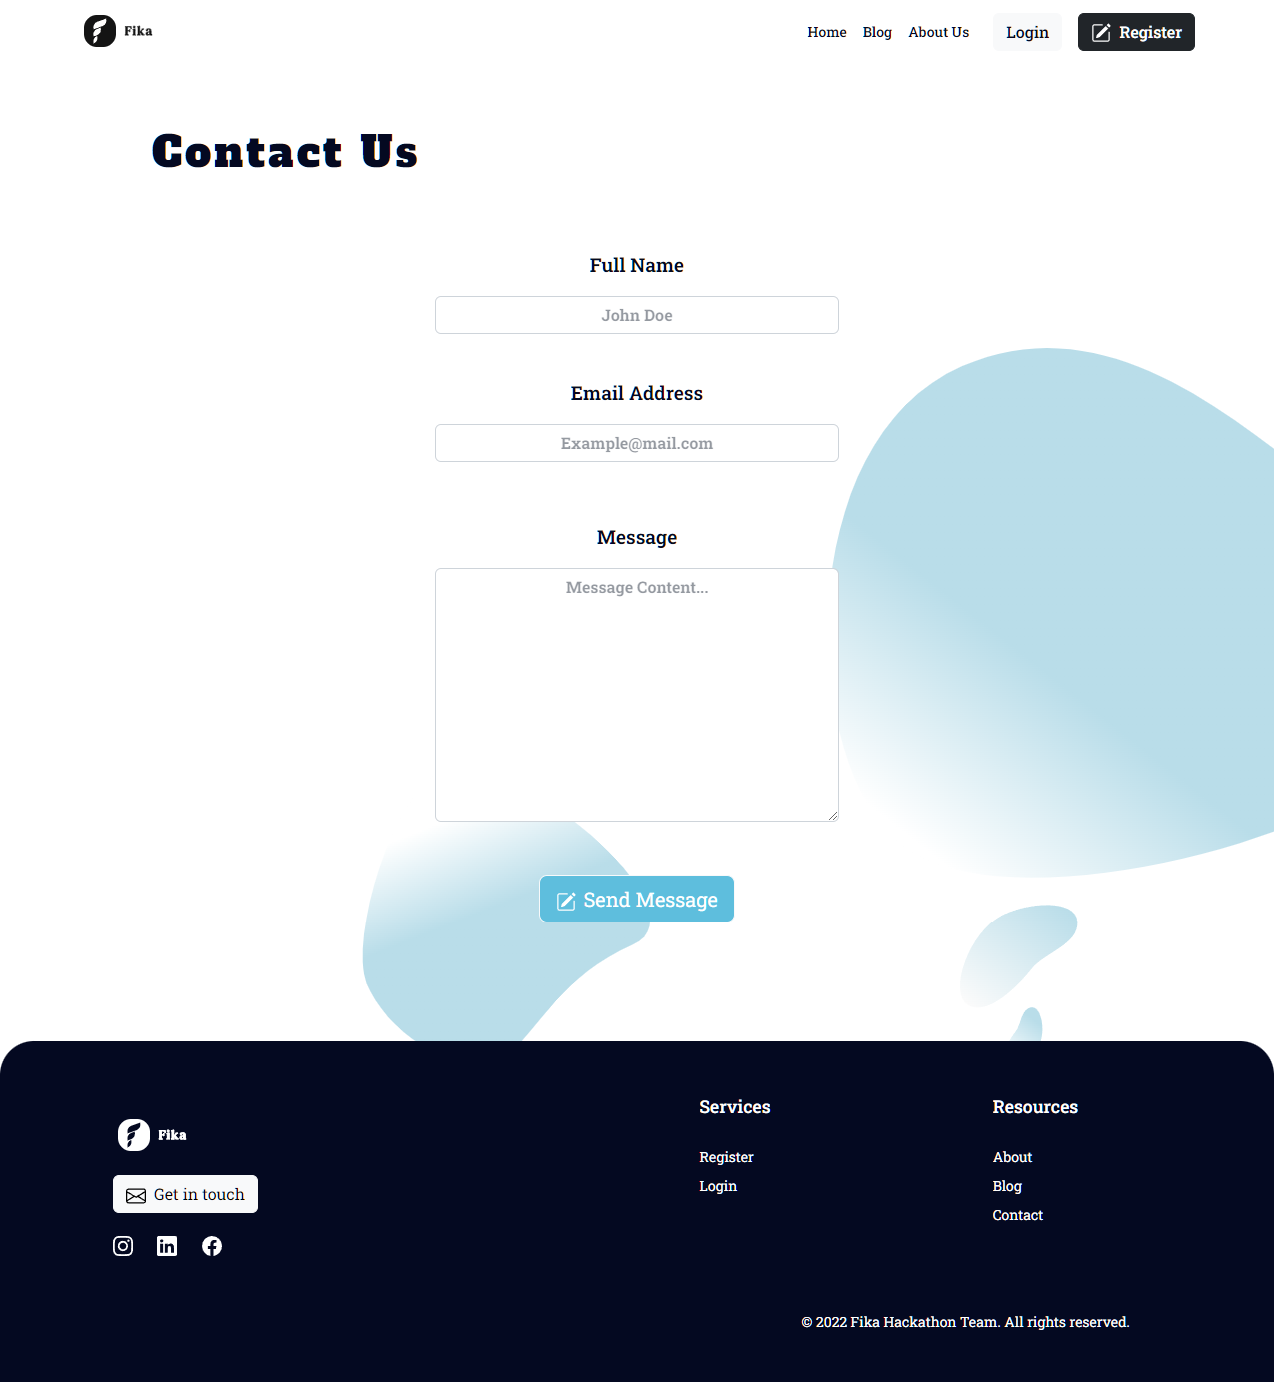 Fika
Home Blog About Us Login Register
Contact Us
Full Name
John Doe
Email Address
Example@mail.com
Message
Message Content...
Send Message
Fika
Get in touch
Services
Register
Login
Resources
About
Blog
Contact
© 2022 Fika Hackathon Team. All rights reserved.